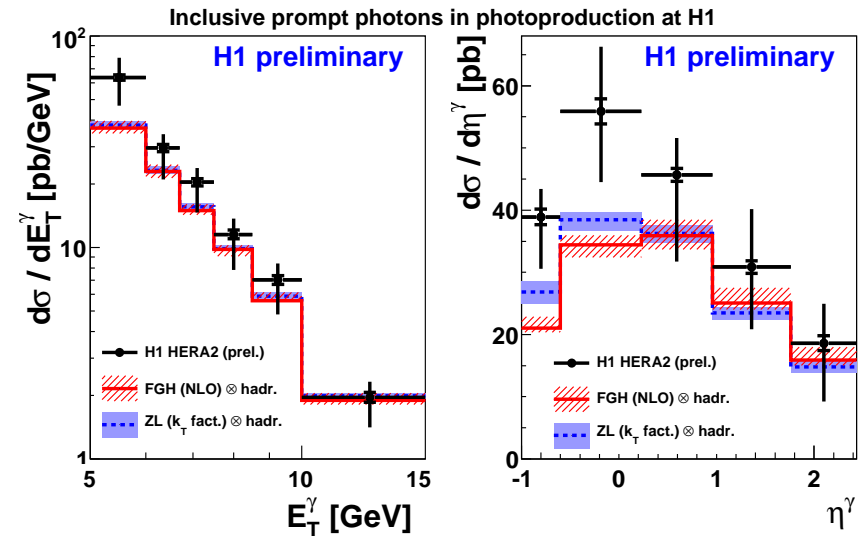 Inclusive prompt photons in photoproduction at H1
dσ / dE_T^γ [pb/GeV]
10²
10
1
H1 preliminary
H1 HERA2 (prel.)
FGH (NLO) ⊗ hadr.
ZL (k_T fact.) ⊗ hadr.
5
10
15
E_T^γ [GeV]
dσ / dη^γ [pb]
60
40
20
0
H1 preliminary
H1 HERA2 (prel.)
FGH (NLO) ⊗ hadr.
ZL (k_T fact.) ⊗ hadr.
-1
0
1
2
η^γ